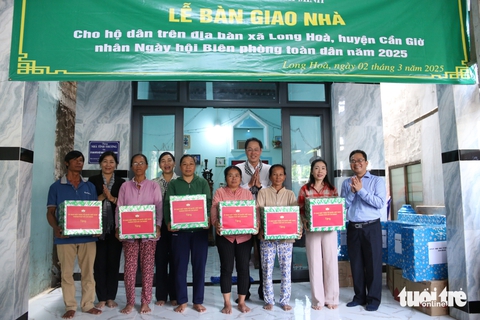 LỄ BÀN GIAO NHÀ
Cho hộ dân trên địa bàn xã Long Hoà, huyện Cần Giờ
nhân Ngày hội Biên phòng toàn dân năm 2025
Long Hoà, ngày 02 tháng 3 năm 2025
tuổi trẻ
online